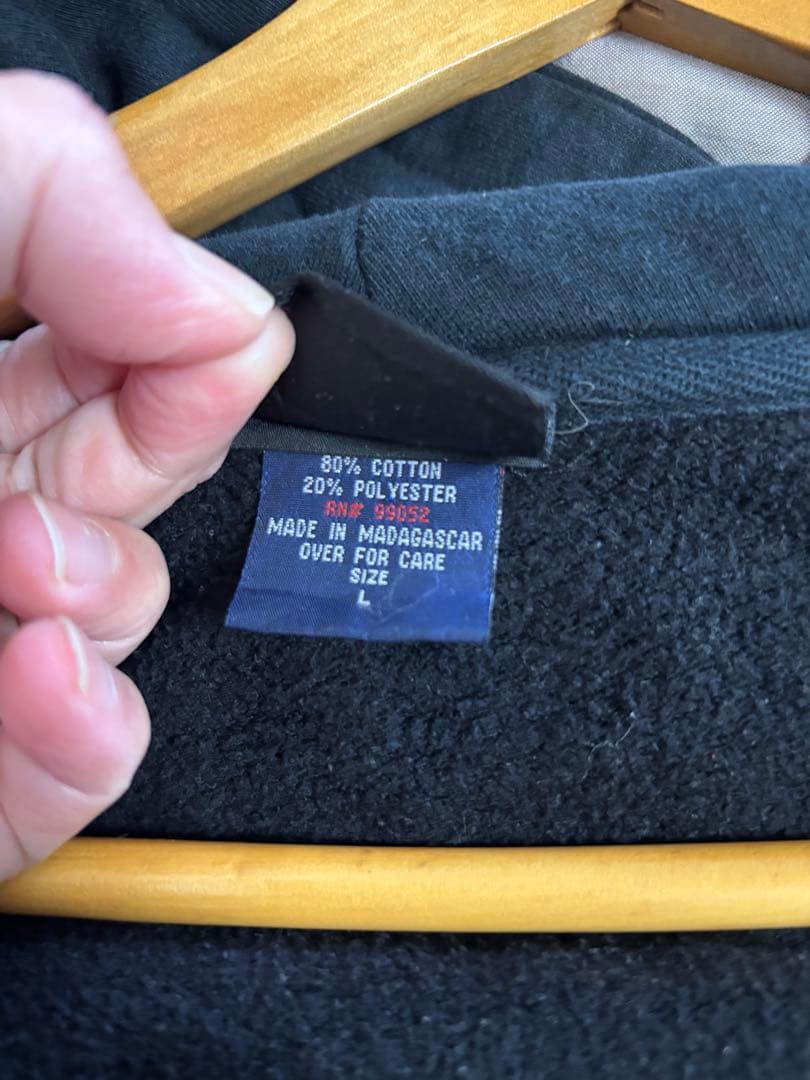 80% COTTON
20% POLYESTER
RN# 99052
MADE IN MADAGASCAR
OVER FOR CARE
SIZE
L